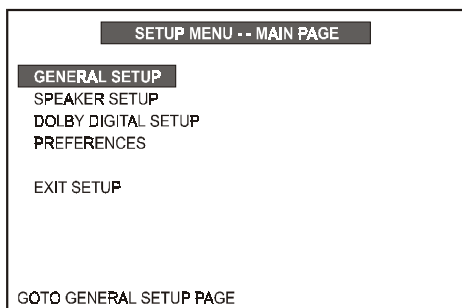 SETUP MENU - - MAIN PAGE
GENERAL SETUP
SPEAKER SETUP
DOLBY DIGITAL SETUP
PREFERENCES
EXIT SETUP
GOTO GENERAL SETUP PAGE